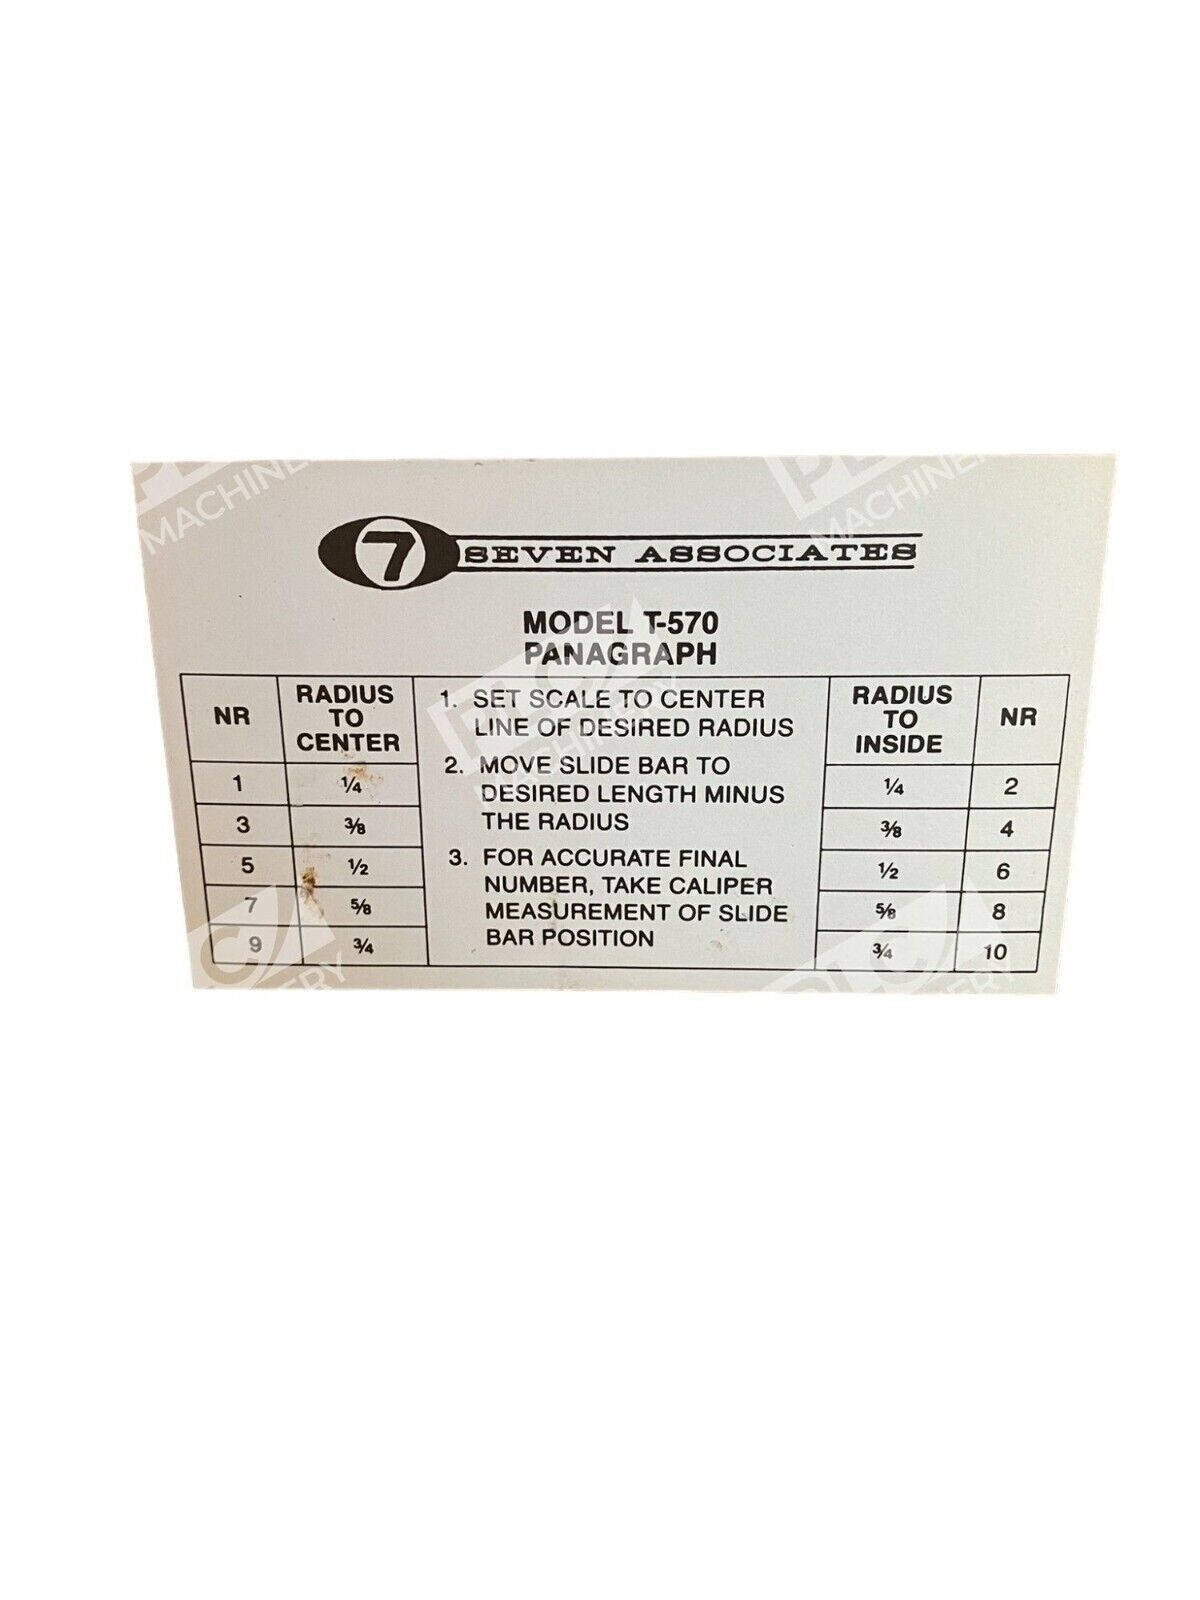 7 SEVEN ASSOCIATES
MODEL T-570
PANAGRAPH
NR
RADIUS
TO
CENTER
1 1/4
3 3/8
5 1/2
7 5/8
9 3/4
1. SET SCALE TO CENTER
LINE OF DESIRED RADIUS
2. MOVE SLIDE BAR TO
DESIRED LENGTH MINUS
THE RADIUS
3. FOR ACCURATE FINAL
NUMBER, TAKE CALIPER
MEASUREMENT OF SLIDE
BAR POSITION
RADIUS
TO
INSIDE
NR
1/4 2
3/8 4
1/2 6
5/8 8
3/4 10
PLC
MACHINERY